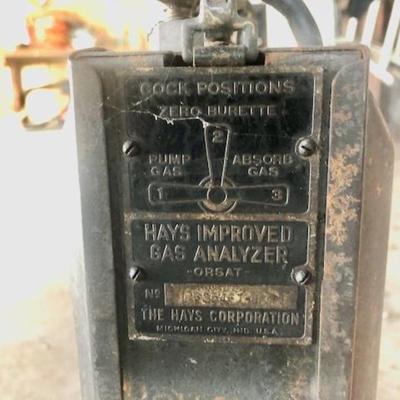 COCK POSITIONS
ZERO BURETTE
2
PUMP GAS
ABSORB GAS
1 3
HAYS IMPROVED
GAS ANALYZER
-ORSAT-
No
THE HAYS CORPORATION
MICHIGAN CITY, IND. U.S.A.